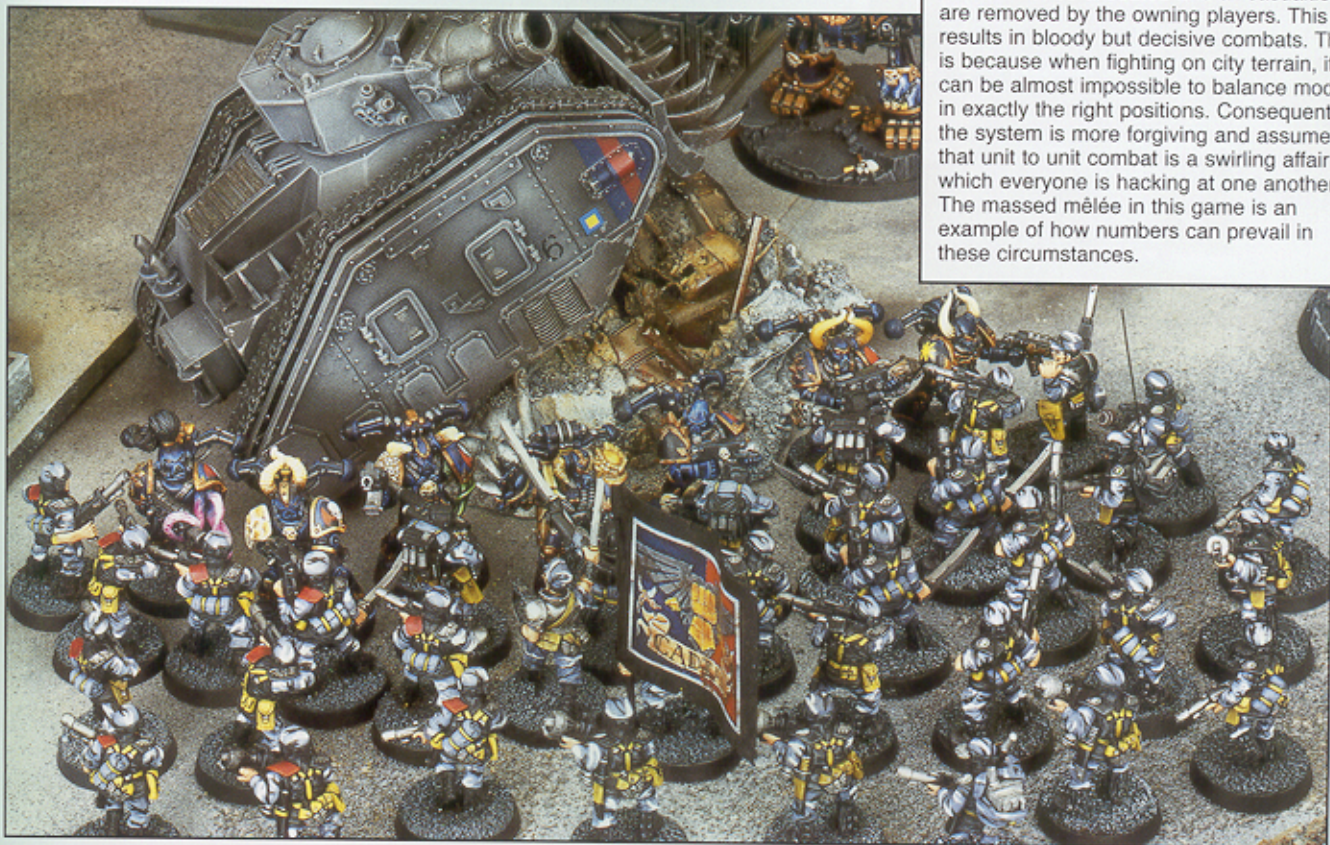 are removed by the owning players. This
results in bloody but decisive combats. Th
is because when fighting on city terrain, it
can be almost impossible to balance mod
in exactly the right positions. Consequent
the system is more forgiving and assume
that unit to unit combat is a swirling affair
which everyone is hacking at one another
The massed mêlée in this game is an
example of how numbers can prevail in
these circumstances.
6
CAD